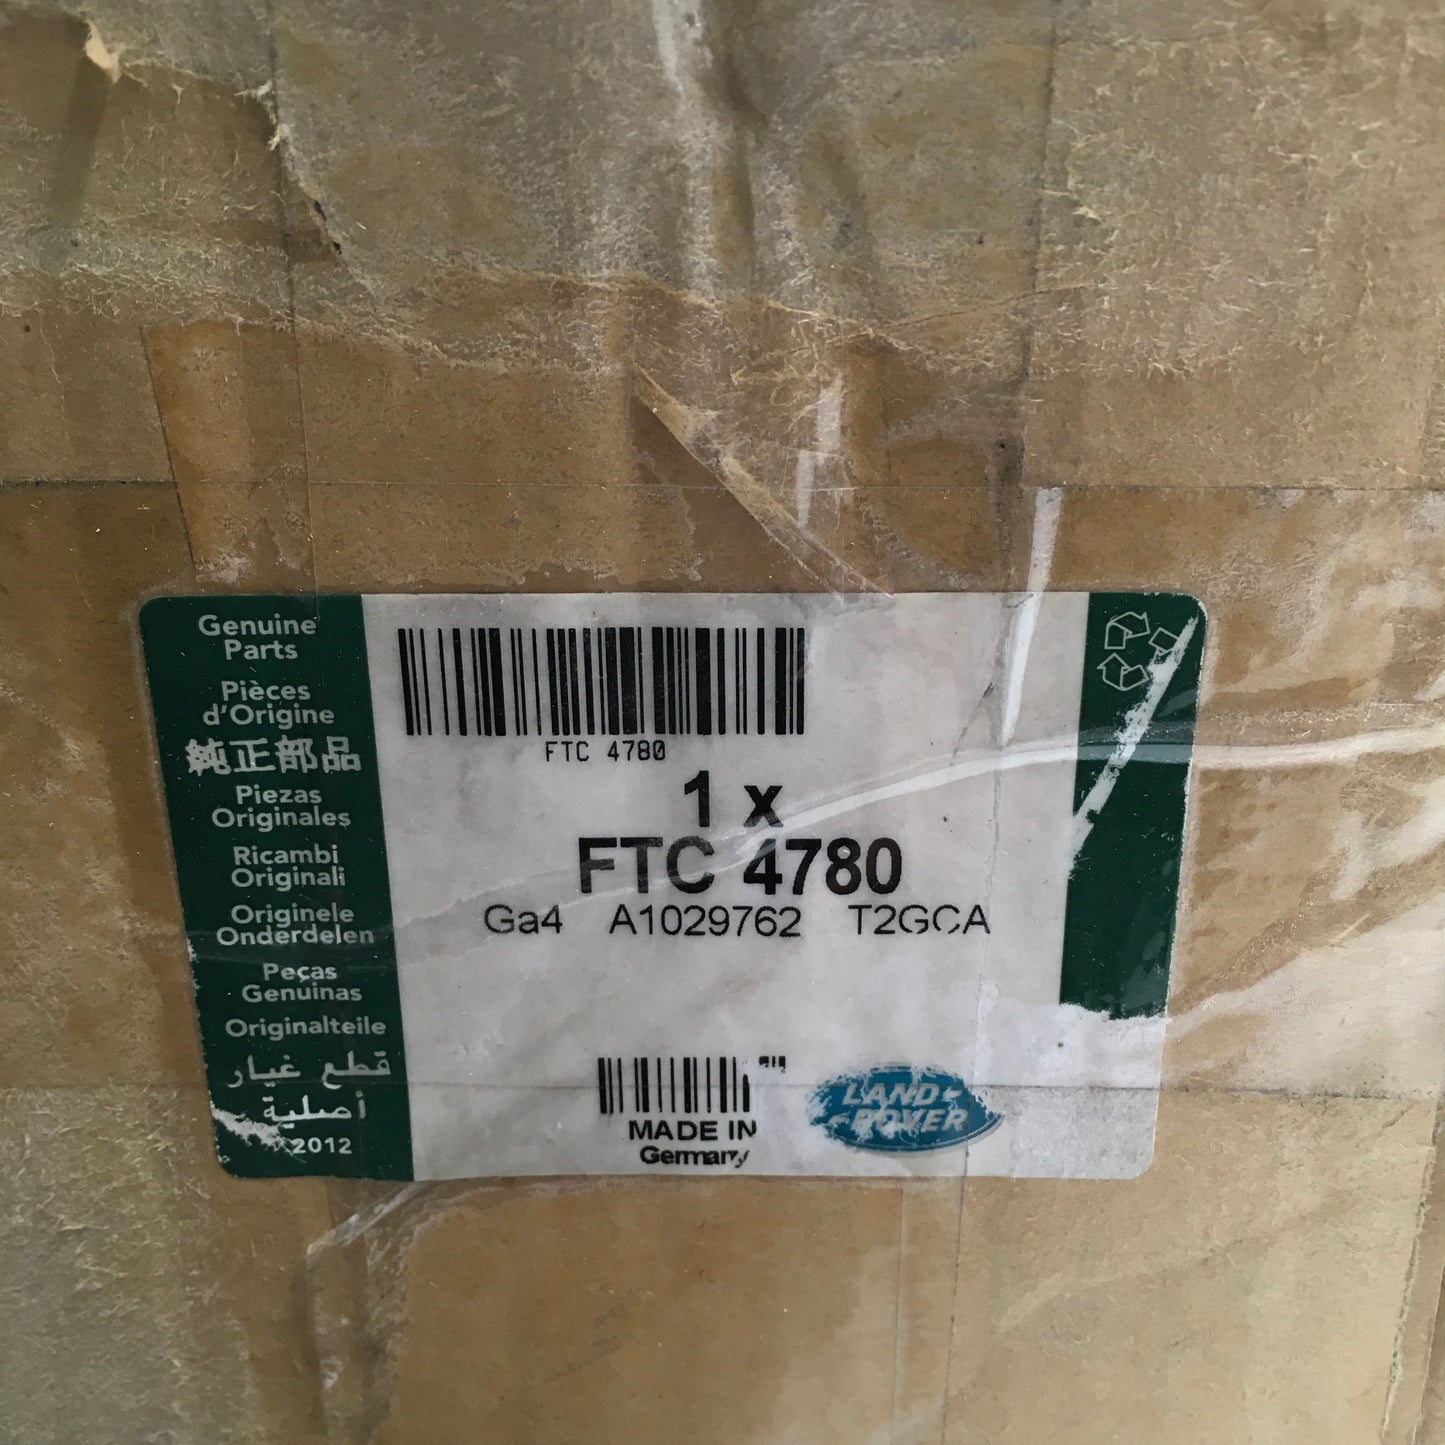 Genuine
Parts
Pièces
d'Origine
純正部品
Piezas
Originales
Ricambi
Originali
Originele
Onderdelen
Peças
Genuinas
Originalteile
قطع غيار
أصلية
2012
FTC 4780
1 x
FTC 4780
Ga4 A1029762 T2GCA
MADE IN
Germany
LAND-
ROVER